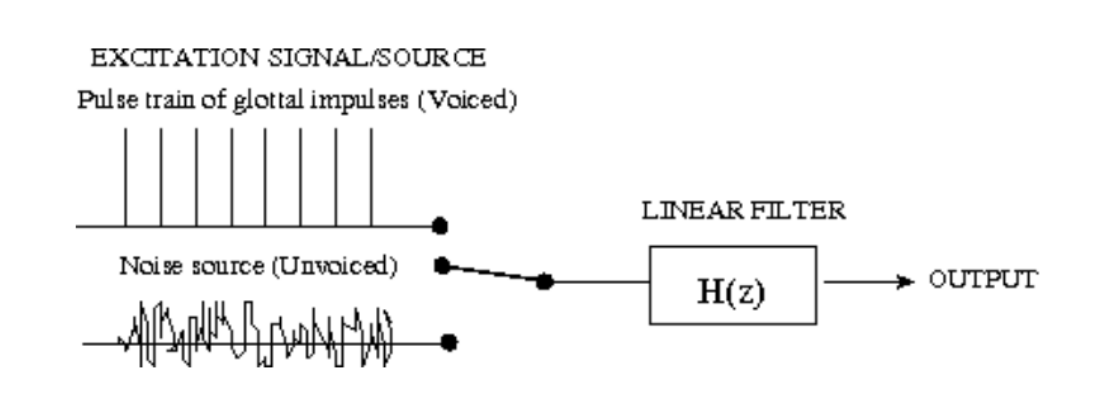 EXCITATION SIGNAL/SOURCE
Pulse train of glottal impulses (Voiced)
LINEAR FILTER
Noise source (Unvoiced)
H(z)
OUTPUT